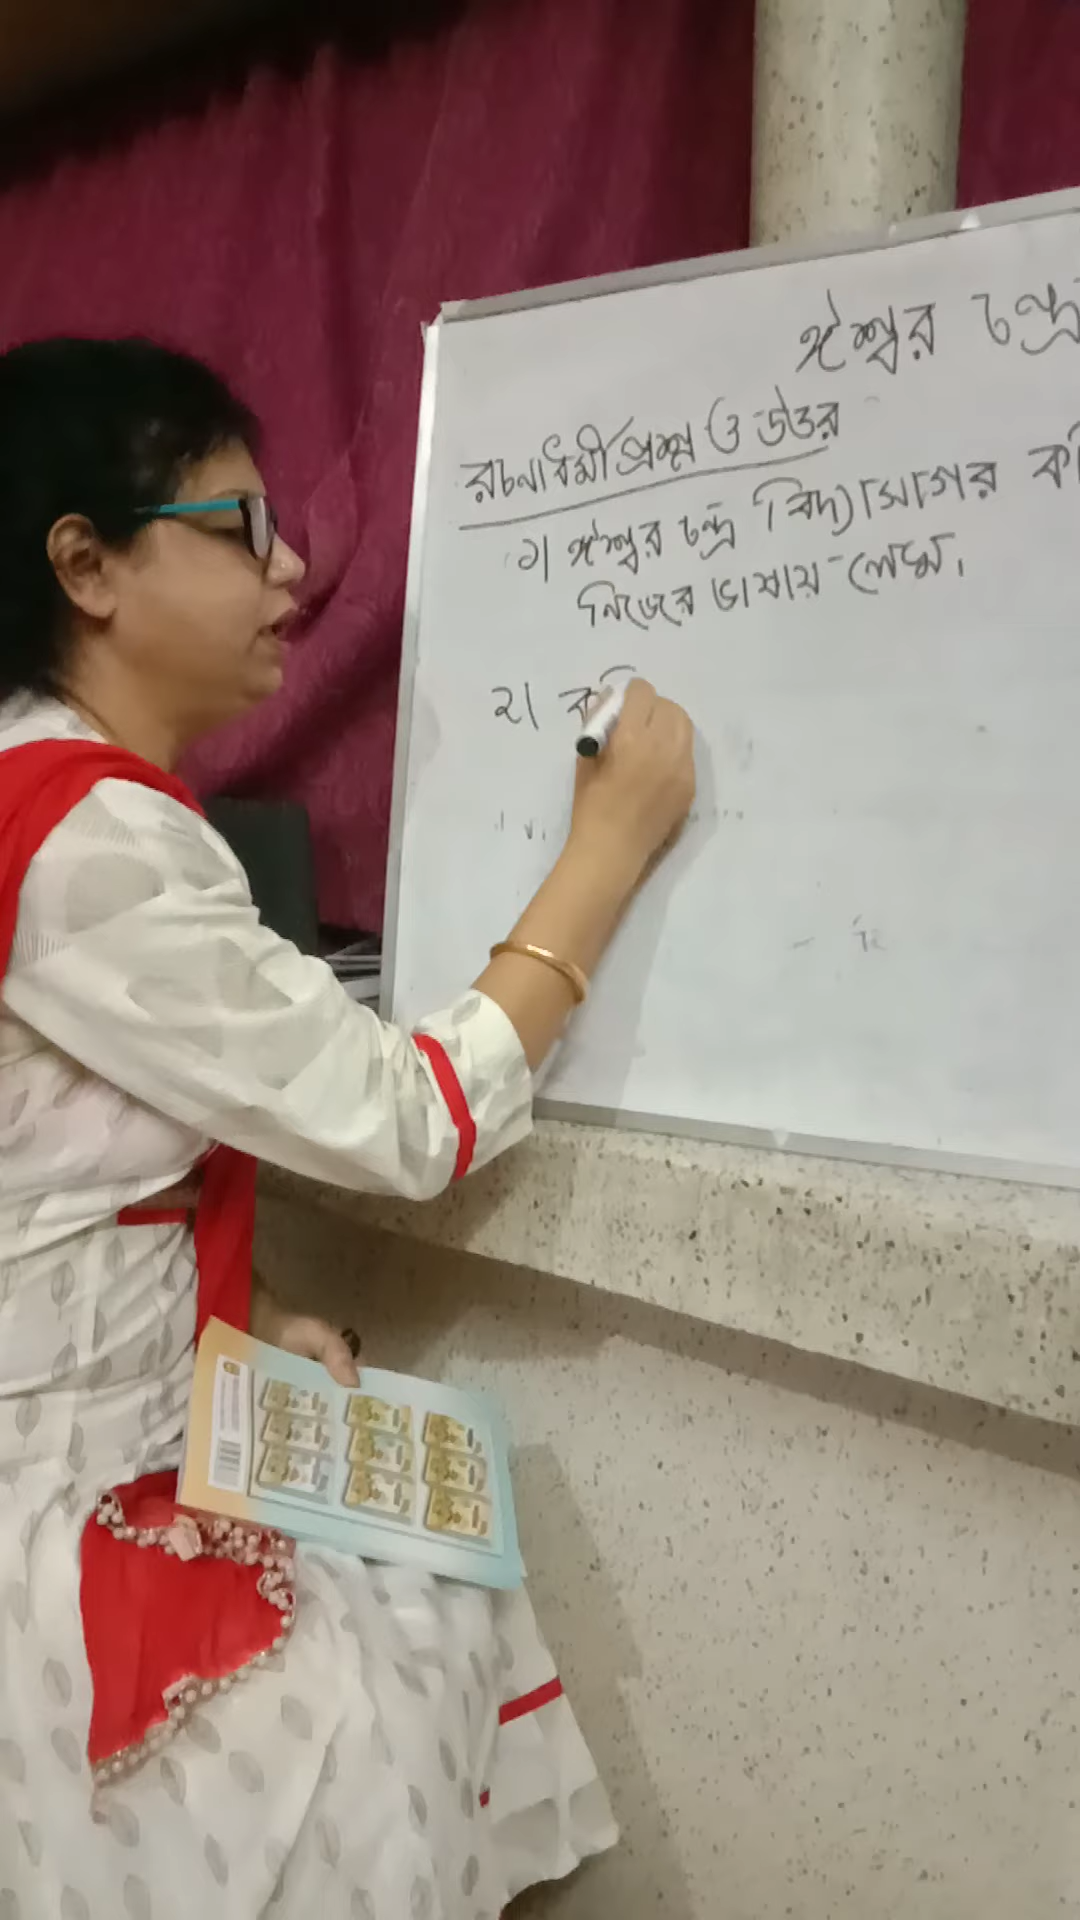 ঈশ্বর চন্দ্র
রচনাধর্মী প্রশ্ন ও উত্তর
১। ঈশ্বর চন্দ্র বিদ্যাসাগর
নিজের ভাষায় লেখ।
২। ক